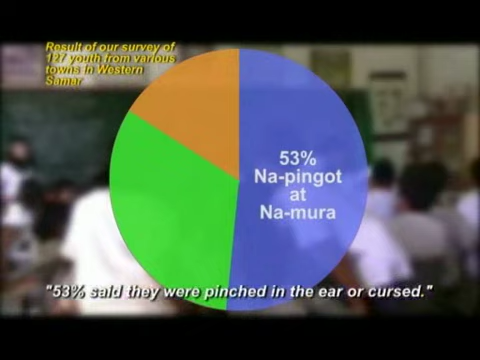 Result of our survey of
127 youth from various
towns in Western
Samar
53%
Na-pingot
at
Na-mura
"53% said they were pinched in the ear or cursed."